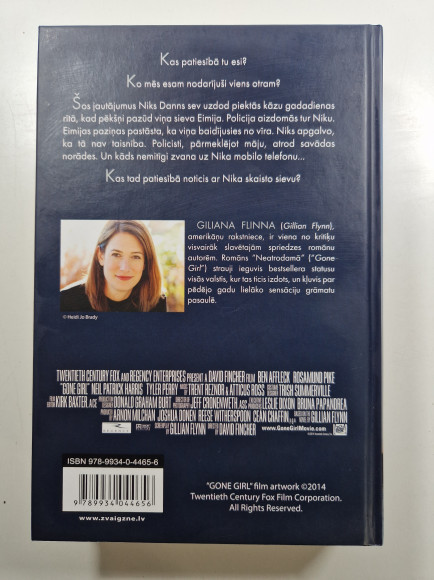 Kas patiesībā tu esi?
Ko mēs esam nodarījuši viens otram?
Šos jautājumus Niks Danns sev uzdod piektās kāzu gadadienas
rītā, kad pēkšņi pazūd viņa sieva Eimija. Policija aizdomās tur Niku.
Eimijas paziņas pastāsta, ka viņa baidījusies no vīra. Niks apgalvo,
ka tā nav taisnība. Policisti, pārmeklējot māju, atrod savādas
norādes. Un kāds nemitīgi zvana uz Nika mobilo telefonu...
Kas tad patiesībā noticis ar Nika skaisto sievu?
GILIANA FLINNA (Gillian Flynn),
amerikāņu rakstniece, ir viena no kritiķu
visvairāk slavētajām spriedzes romānu
autorēm. Romāns "Neatrodamā" ("Gone
Girl") strauji ieguvis bestsellera statusu
visās valstīs, kur tas ticis izdots, un kļuvis par
pēdējo gadu lielāko sensāciju grāmatu
pasaulē.
© Heidi Jo Brady
TWENTIETH CENTURY FOX AND REGENCY ENTERPRISES PRESENT A DAVID FINCHER FILM BEN AFFLECK ROSAMUND PIKE
"GONE GIRL" NEIL PATRICK HARRIS TYLER PERRY MUSIC BY TRENT REZNOR & ATTICUS ROSS TRISH SUMMERVILLE
KIRK BAXTER, ACE DONALD GRAHAM BURT JEFF CRONENWETH ASC LESLIE DIXON BRUNA PAPANDREA
ARNON MILCHAN JOSHUA DONEN REESE WITHERSPOON CEÁN CHAFFIN GILLIAN FLYNN
SCREENPLAY BY GILLIAN FLYNN DIRECTED BY DAVID FINCHER
www.GoneGirlMovie.com
ISBN 978-9934-0-4465-6
9 789934 044656
www.zvaigzne.lv
"GONE GIRL" film artwork ©2014
Twentieth Century Fox Film Corporation.
All Rights Reserved.